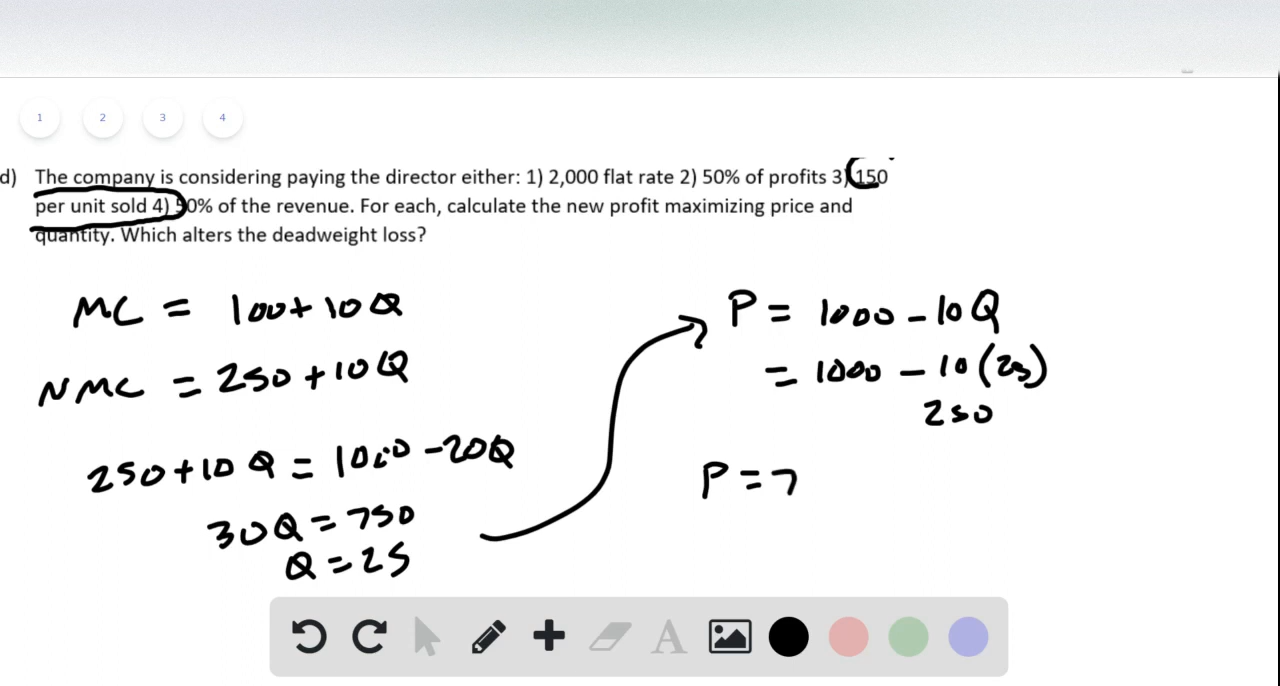 1 2 3 4
d) The company is considering paying the director either: 1) 2,000 flat rate 2) 50% of profits 3) 150
per unit sold 4) 50% of the revenue. For each, calculate the new profit maximizing price and
quantity. Which alters the deadweight loss?
MC = 100+10Q
NMC = 250+10Q
250+10Q = 1000-20Q
30Q=750
Q=25
P = 1000-10Q
= 1000-10(25)
250
P=7
A